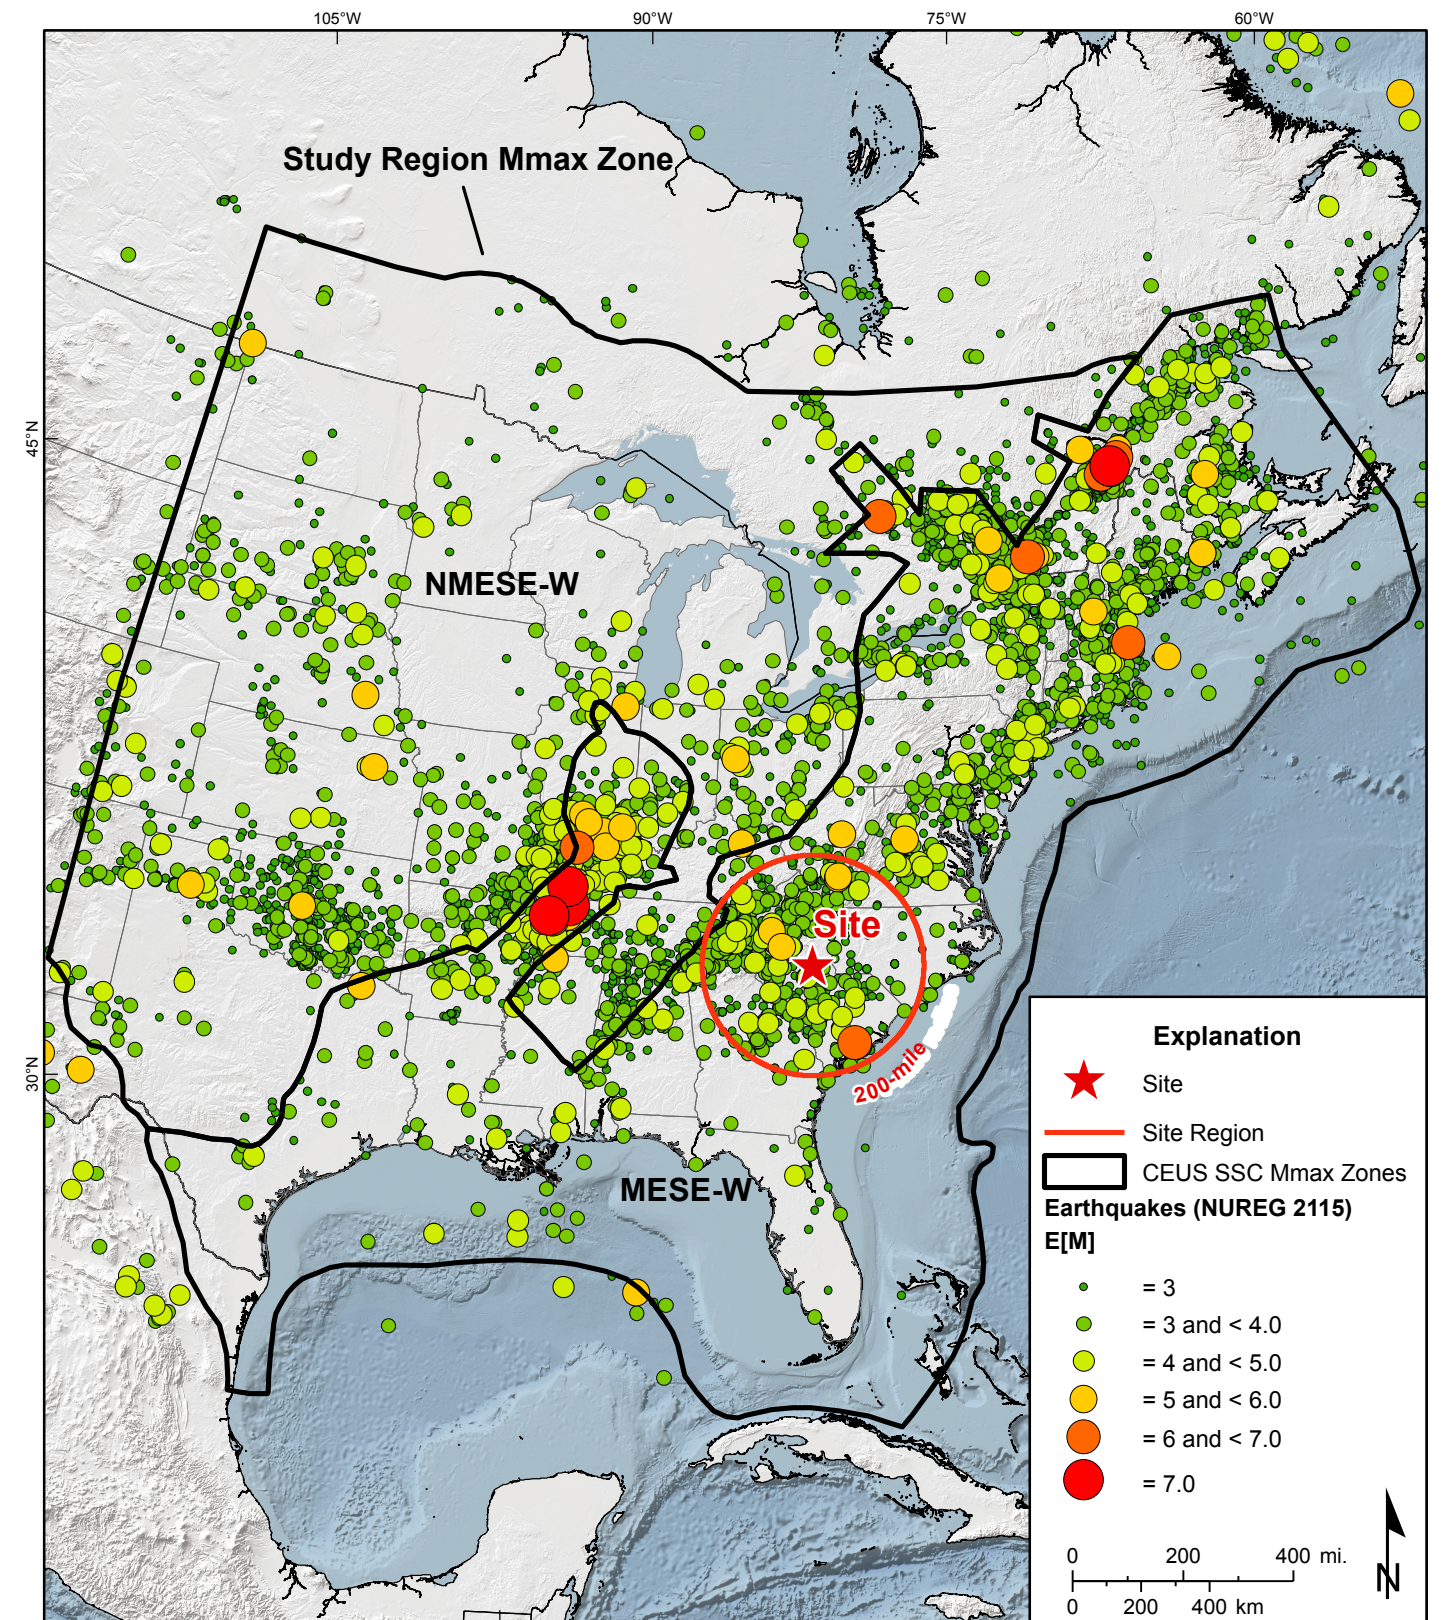 105°W 90°W 75°W 60°W
Study Region Mmax Zone
45°N
NMESE-W
Site
30°N
200-mile
MESE-W
Explanation
Site
Site Region
CEUS SSC Mmax Zones
Earthquakes (NUREG 2115)
E[M]
= 3
= 3 and < 4.0
= 4 and < 5.0
= 5 and < 6.0
= 6 and < 7.0
= 7.0
0 200 400 mi.
0 200 400 km
N